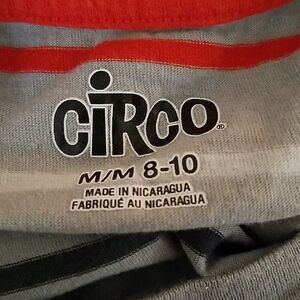 CiRCO®
M/M 8-10
MADE IN NICARAGUA
FABRIQUÉ AU NICARAGUA